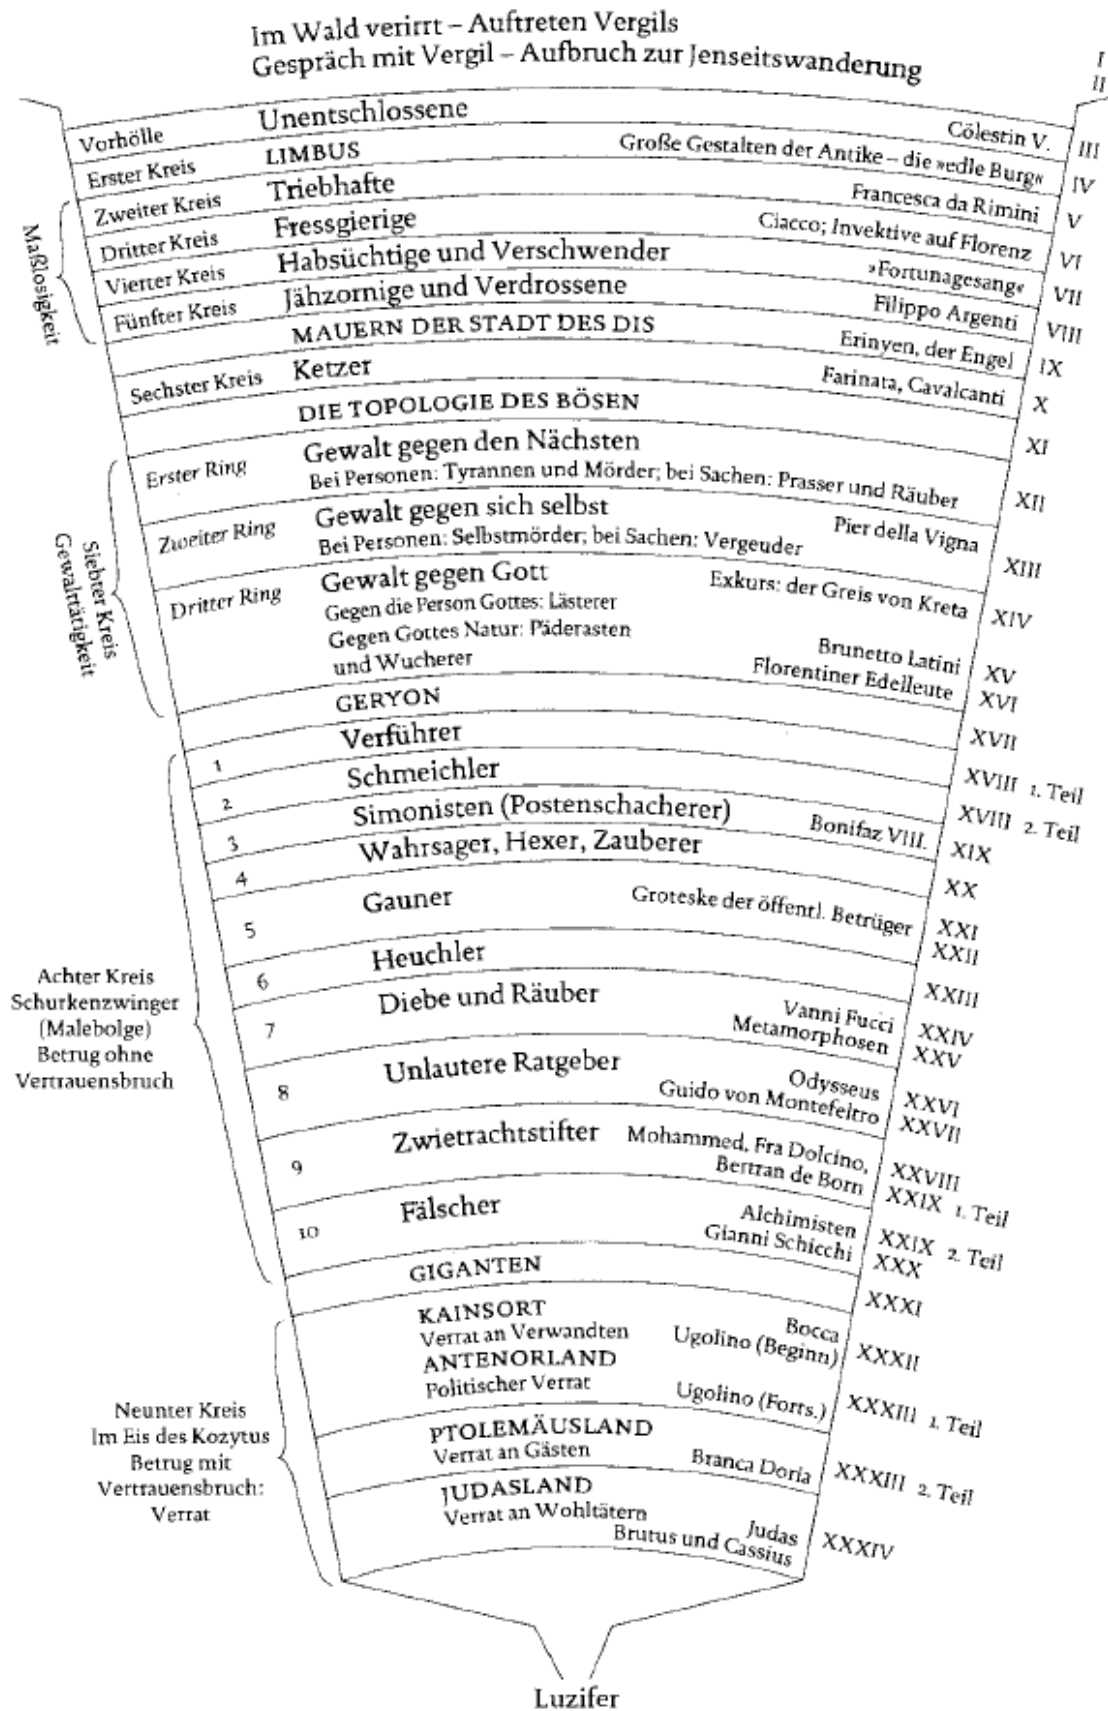 Im Wald verirrt – Auftreten Vergils
Gespräch mit Vergil – Aufbruch zur Jenseitswanderung
I
II
Vorhölle Unentschlossene Cölestin V. III
Erster Kreis LIMBUS Große Gestalten der Antike – die »edle Burg« IV
Maßlosigkeit
Zweiter Kreis Triebhafte Francesca da Rimini V
Dritter Kreis Fressgierige Ciacco; Invektive auf Florenz VI
Vierter Kreis Habsüchtige und Verschwender »Fortunagesang« VII
Fünfter Kreis Jähzornige und Verdrossene Filippo Argenti VIII
MAUERN DER STADT DES DIS Erinyen, der Engel IX
Sechster Kreis Ketzer Farinata, Cavalcanti X
DIE TOPOLOGIE DES BÖSEN XI
Siebter Kreis
Gewalttätigkeit
Erster Ring Gewalt gegen den Nächsten
Bei Personen: Tyrannen und Mörder; bei Sachen: Prasser und Räuber XII
Zweiter Ring Gewalt gegen sich selbst Pier della Vigna
Bei Personen: Selbstmörder; bei Sachen: Vergeuder XIII
Dritter Ring Gewalt gegen Gott Exkurs: der Greis von Kreta XIV
Gegen die Person Gottes: Lästerer
Gegen Gottes Natur: Päderasten Brunetto Latini XV
und Wucherer Florentiner Edelleute XVI
GERYON XVII
Achter Kreis
Schurkenzwinger
(Malebolge)
Betrug ohne
Vertrauensbruch
1 Verführer XVIII 1. Teil
2 Schmeichler XVIII 2. Teil
3 Simonisten (Postenschacherer) Bonifaz VIII. XIX
4 Wahrsager, Hexer, Zauberer XX
5 Gauner Groteske der öffentl. Betrüger XXI
XXII
6 Heuchler XXIII
7 Diebe und Räuber Vanni Fucci XXIV
Metamorphosen XXV
8 Unlautere Ratgeber Odysseus XXVI
Guido von Montefeltro XXVII
9 Zwietrachtstifter Mohammed, Fra Dolcino, XXVIII
Bertran de Born XXIX 1. Teil
10 Fälscher Alchimisten XXIX 2. Teil
Gianni Schicchi XXX
GIGANTEN XXXI
Neunter Kreis
Im Eis des Kozytus
Betrug mit
Vertrauensbruch:
Verrat
KAINSORT Bocca
Verrat an Verwandten Ugolino (Beginn) XXXII
ANTENORLAND
Politischer Verrat Ugolino (Forts.) XXXIII 1. Teil
PTOLEMÄUSLAND
Verrat an Gästen Branca Doria XXXIII 2. Teil
JUDASLAND
Verrat an Wohltätern Judas XXXIV
Brutus und Cassius
Luzifer